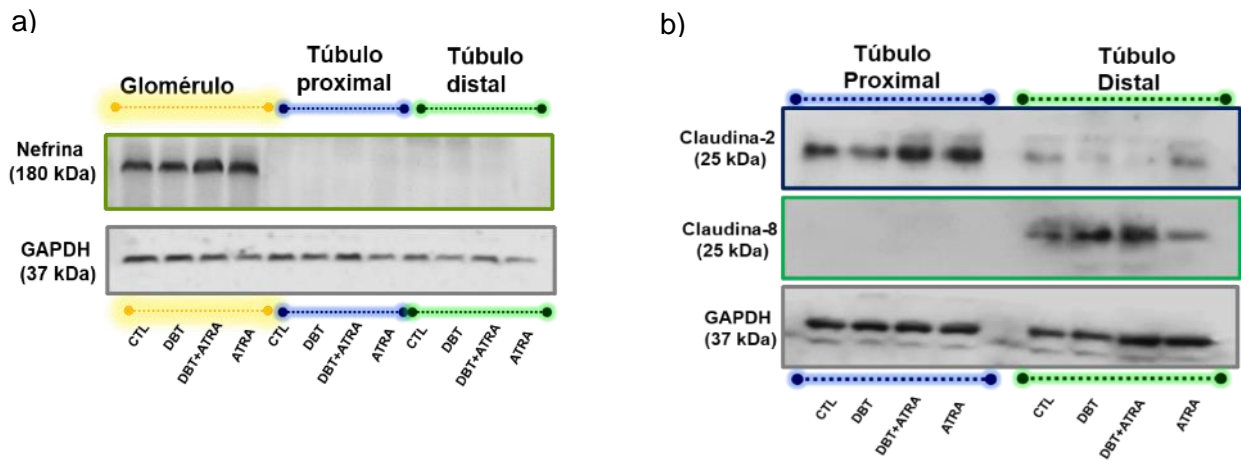 a)
Glomérulo
Túbulo
proximal
Túbulo
distal
Nefrina
(180 kDa)
GAPDH
(37 kDa)
CTL
DBT
DBT+ATRA
ATRA
CTL
DBT
DBT+ATRA
ATRA
CTL
DBT
DBT+ATRA
ATRA
b)
Túbulo
Proximal
Túbulo
Distal
Claudina-2
(25 kDa)
Claudina-8
(25 kDa)
GAPDH
(37 kDa)
CTL
DBT
DBT+ATRA
ATRA
CTL
DBT
DBT+ATRA
ATRA